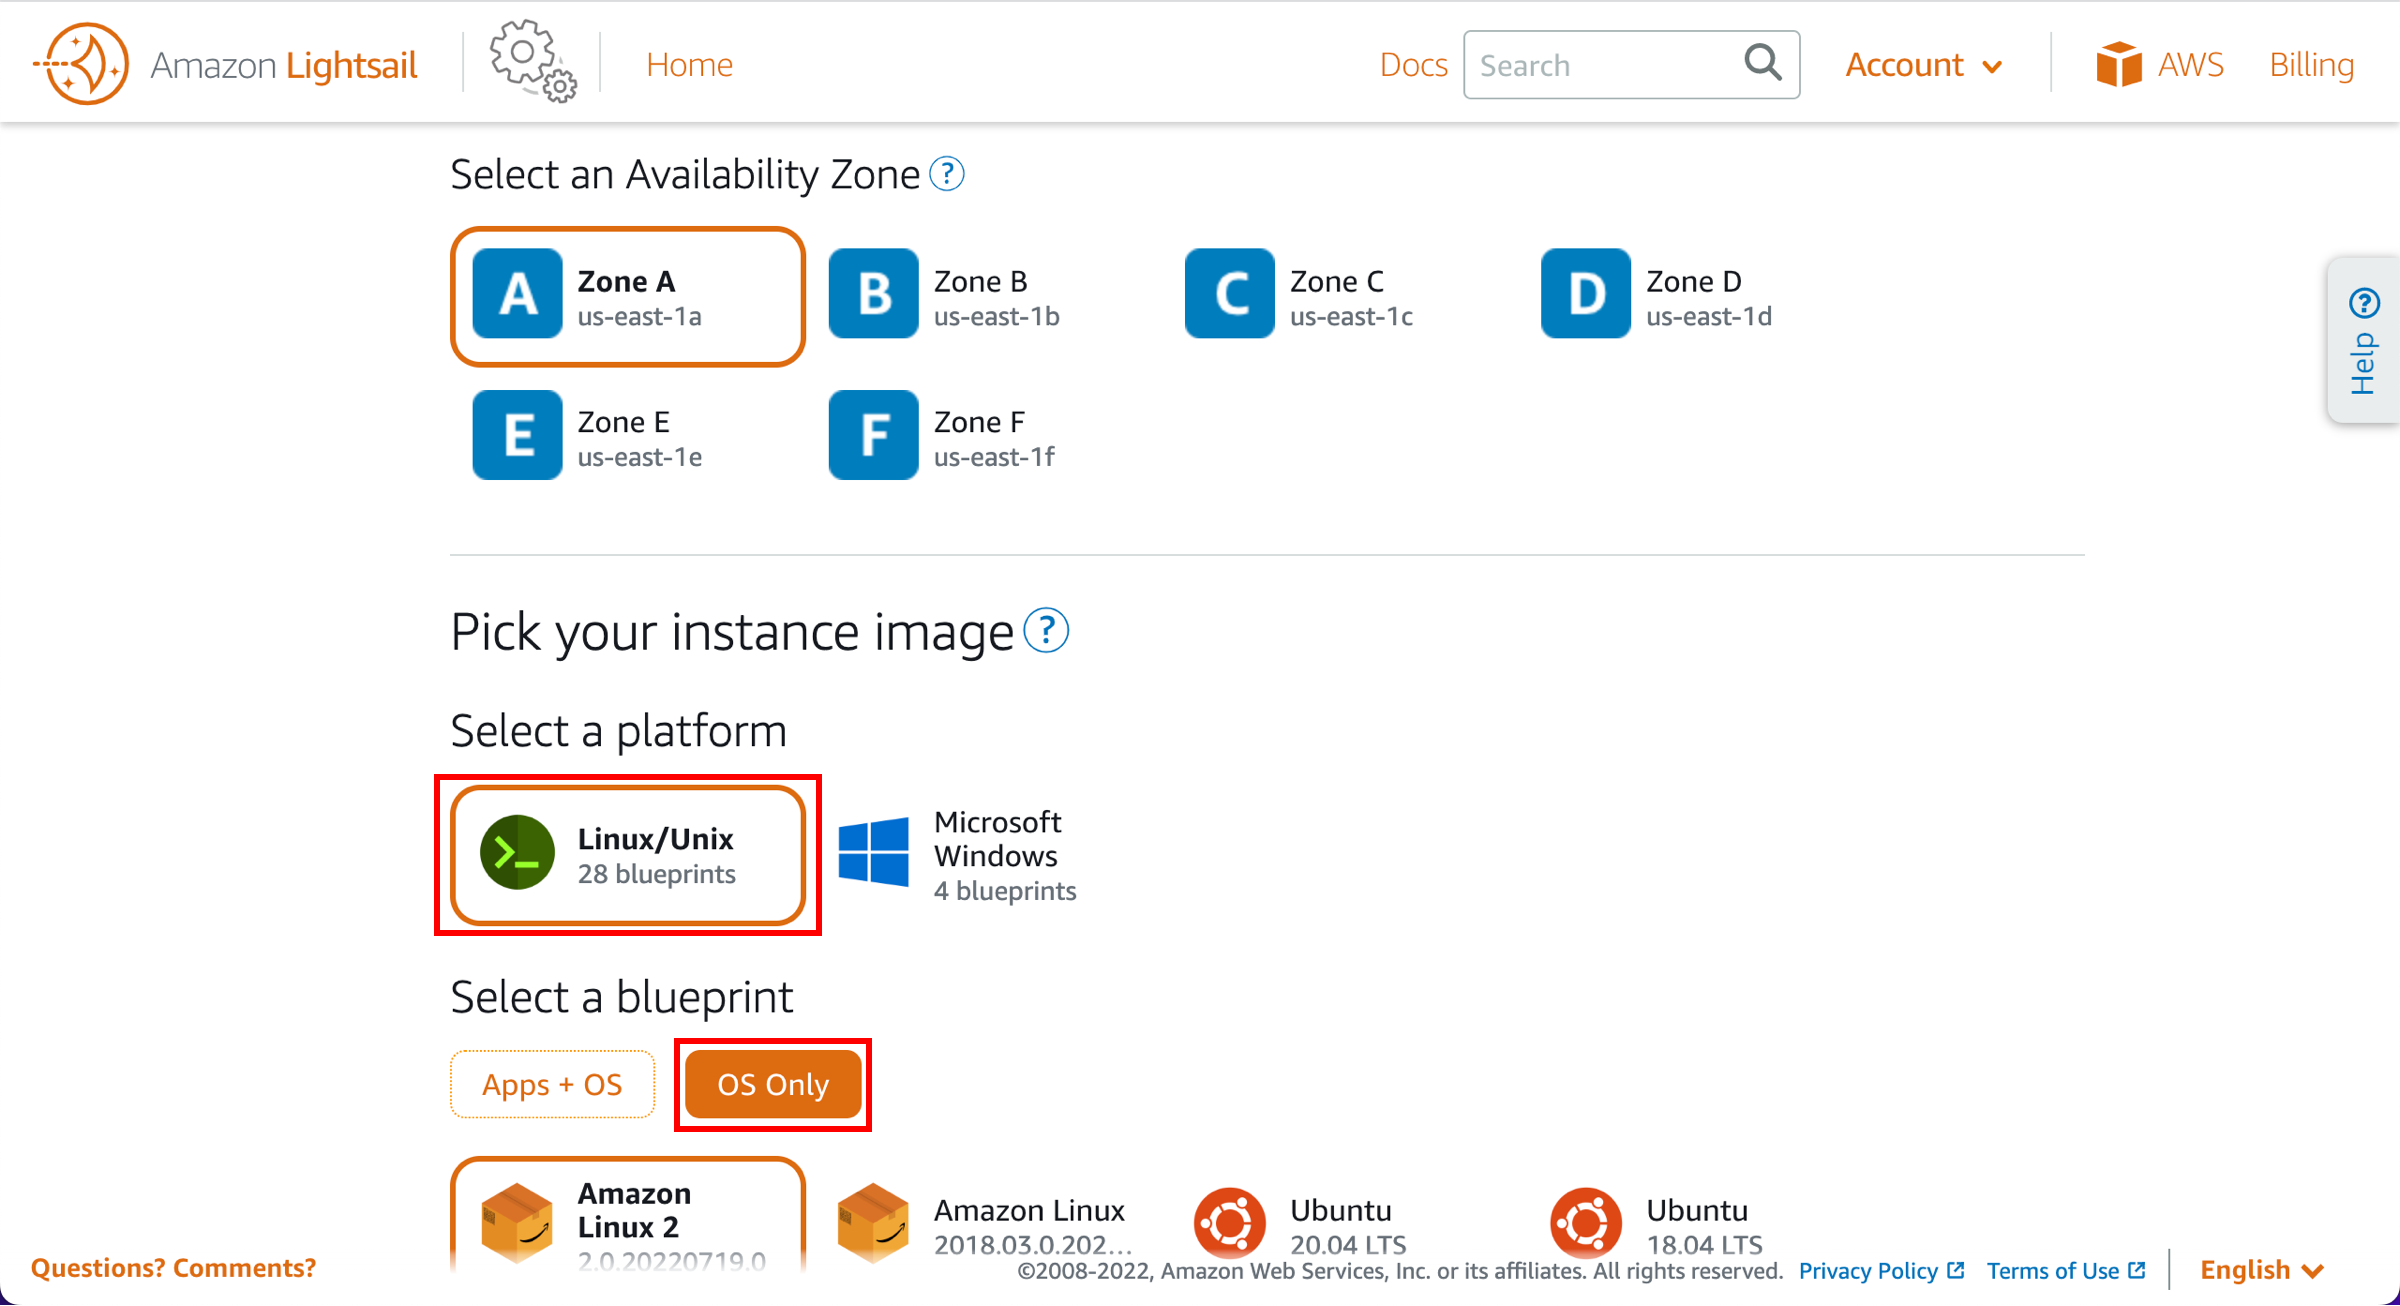 Amazon Lightsail
Home
Docs
Search
Account
AWS
Billing
Select an Availability Zone ?
A
Zone A
us-east-1a
B
Zone B
us-east-1b
C
Zone C
us-east-1c
D
Zone D
us-east-1d
E
Zone E
us-east-1e
F
Zone F
us-east-1f
Help ?
Pick your instance image ?
Select a platform
>_
Linux/Unix
28 blueprints
Microsoft
Windows
4 blueprints
Select a blueprint
Apps + OS
OS Only
Amazon
Linux 2
2.0.20220719.0
Amazon Linux
2018.03.0.202...
Ubuntu
20.04 LTS
Ubuntu
18.04 LTS
Questions? Comments?
©2008-2022, Amazon Web Services, Inc. or its affiliates. All rights reserved.
Privacy Policy
Terms of Use
English